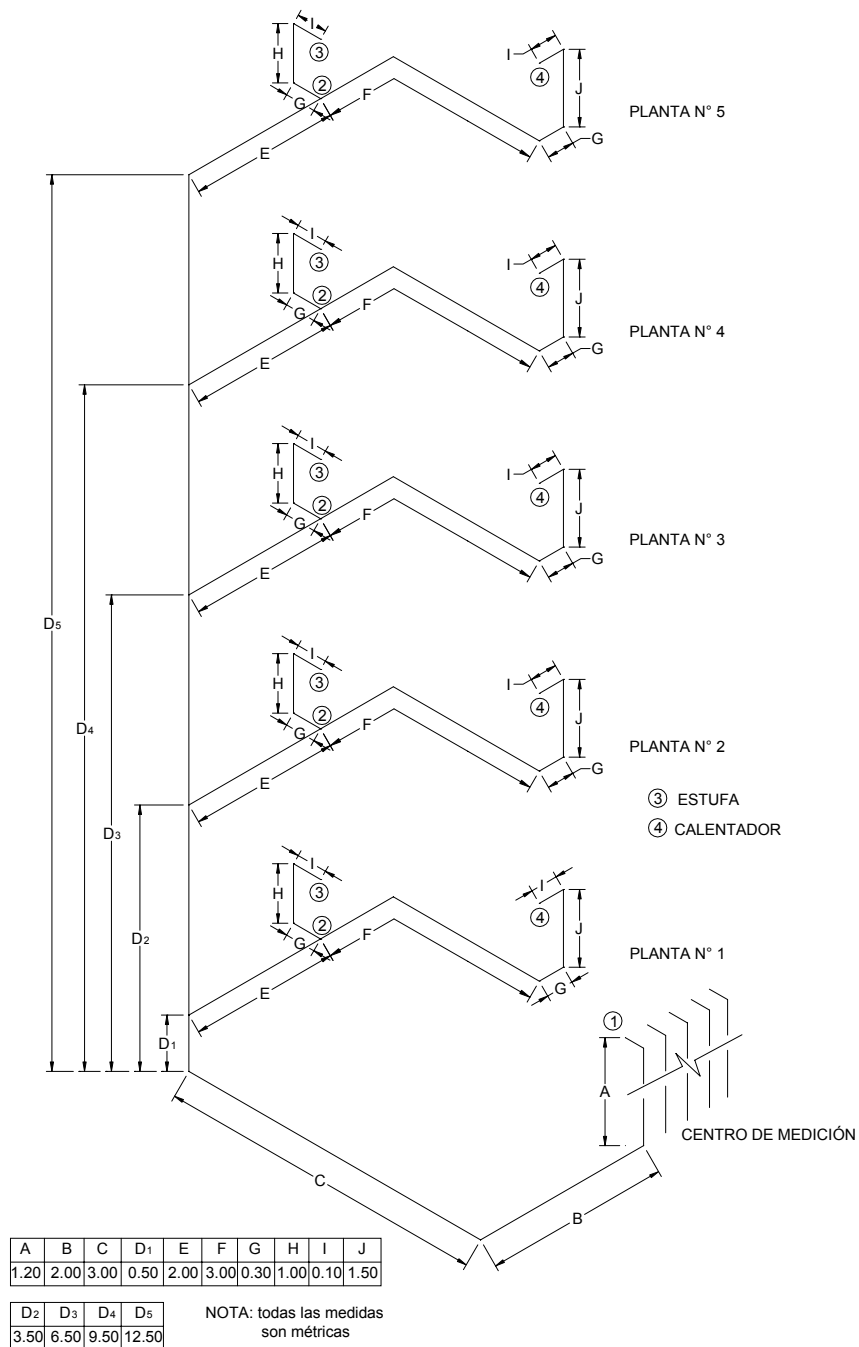 I
H
③
②
G
F
E
I
④
J
G
PLANTA N° 5
I
H
③
②
G
F
E
I
④
J
G
PLANTA N° 4
I
H
③
②
G
F
E
I
④
J
G
PLANTA N° 3
I
H
③
②
G
F
E
I
④
J
G
PLANTA N° 2
③ ESTUFA
④ CALENTADOR
I
H
③
②
G
F
E
I
④
J
G
PLANTA N° 1
D5
D4
D3
D2
D1
①
A
CENTRO DE MEDICIÓN
C
B
A B C D1 E F G H I J
1.20 2.00 3.00 0.50 2.00 3.00 0.30 1.00 0.10 1.50
D2 D3 D4 D5
3.50 6.50 9.50 12.50
NOTA: todas las medidas
son métricas